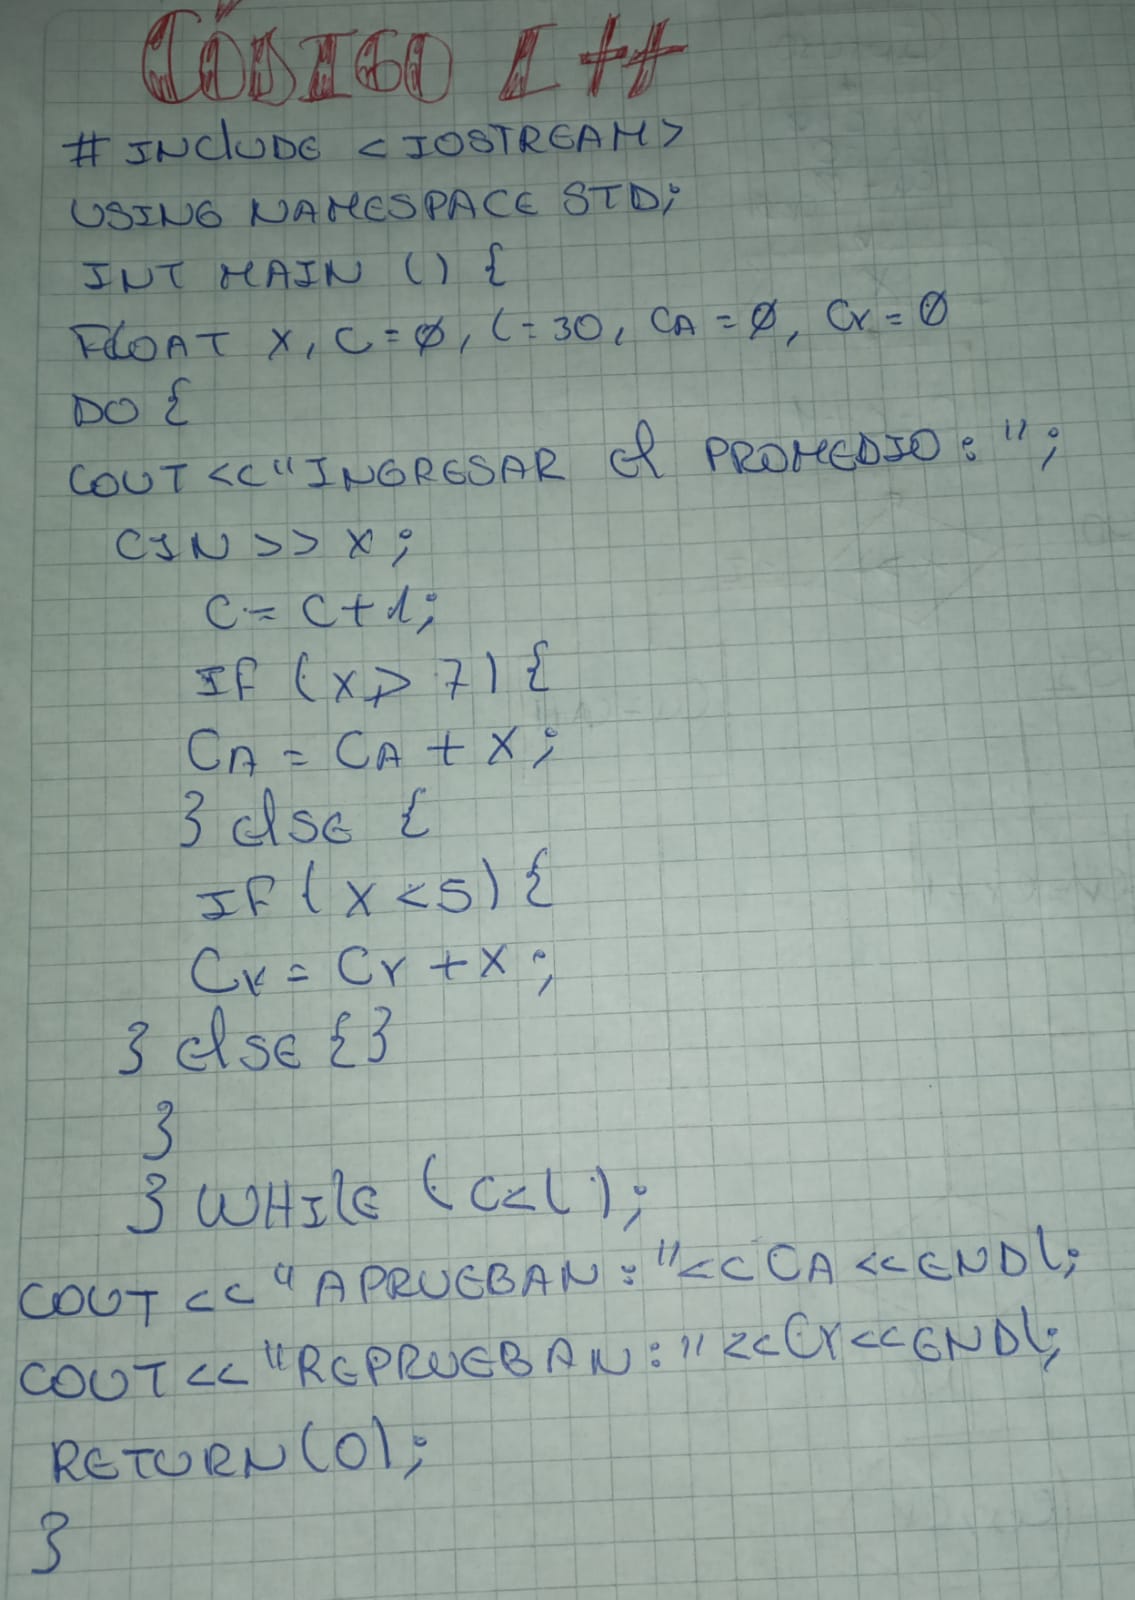 CÓDIGO C++
# INCLUDE <IOSTREAM>
USING NAMESPACE STD;
INT MAIN () {
FLOAT X, C=Ø, L=30, CA=Ø, Cr=Ø
DO {
COUT <<"INGRESAR El PROMEDIO: ";
CIN >> X;
C = C+1;
IF (X ⩾ 7) {
CA = CA + X;
} else {
IF (X < 5) {
Cr = Cr + X;
} else {}
}
} WHILE (C<L);
COUT << "APRUEBAN: "<< CA << ENDL;
COUT << "REPRUEBAN: " << Cr << ENDL;
RETURN (0);
}